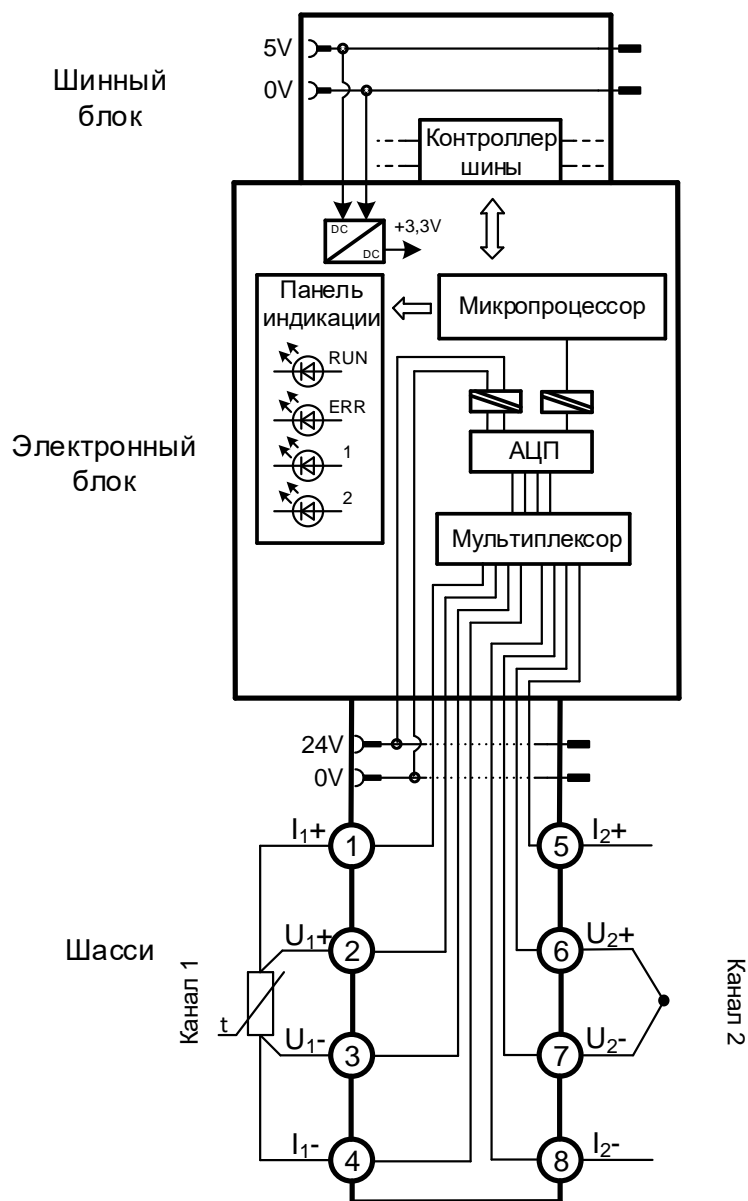 5V
0V
Шинный
блок
Контроллер
шины
DC
DC
+3,3V
Панель
индикации
Микропроцессор
RUN
ERR
1
2
АЦП
Электронный
блок
Мультиплексор
24V
0V
I1+
1
5
I2+
U1+
2
6
U2+
Шасси
Канал 1
Канал 2
t
U1-
3
7
U2-
I1-
4
8
I2-